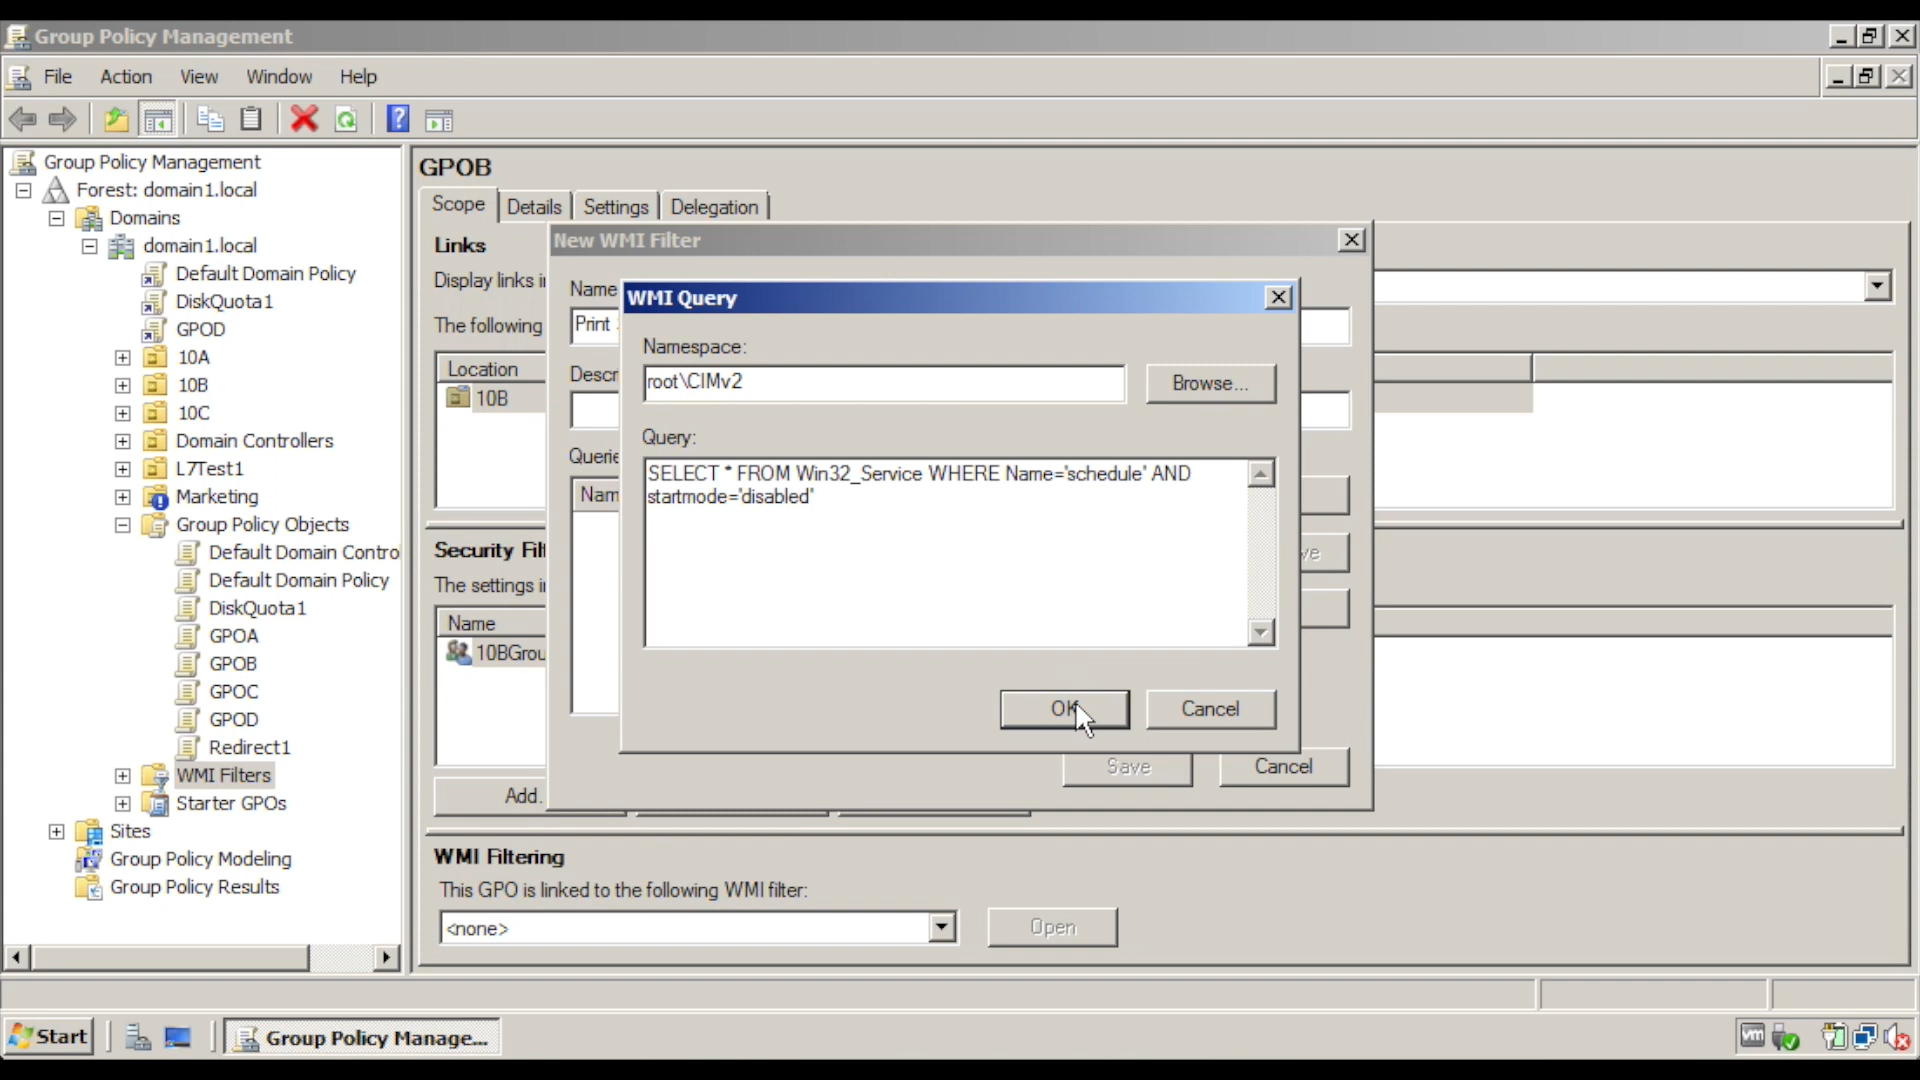 Group Policy Management
File Action View Window Help
Group Policy Management
Forest: domain1.local
Domains
domain1.local
Default Domain Policy
DiskQuota1
GPOD
10A
10B
10C
Domain Controllers
L7Test1
Marketing
Group Policy Objects
Default Domain Contro
Default Domain Policy
DiskQuota1
GPOA
GPOB
GPOC
GPOD
Redirect1
WMI Filters
Starter GPOs
Sites
Group Policy Modeling
Group Policy Results
GPOB
Scope Details Settings Delegation
Links
Display links i
The following
Location
10B
Security Filt
The settings i
Name
10BGrou
Add.
WMI Filtering
This GPO is linked to the following WMI filter:
<none>
Open
New WMI Filter
Name
Print
Descr
Querie
Nam
ve
Save Cancel
WMI Query
Namespace:
root\CIMv2
Browse...
Query:
SELECT * FROM Win32_Service WHERE Name='schedule' AND
startmode='disabled'
OK Cancel
Start
Group Policy Manage...
vm